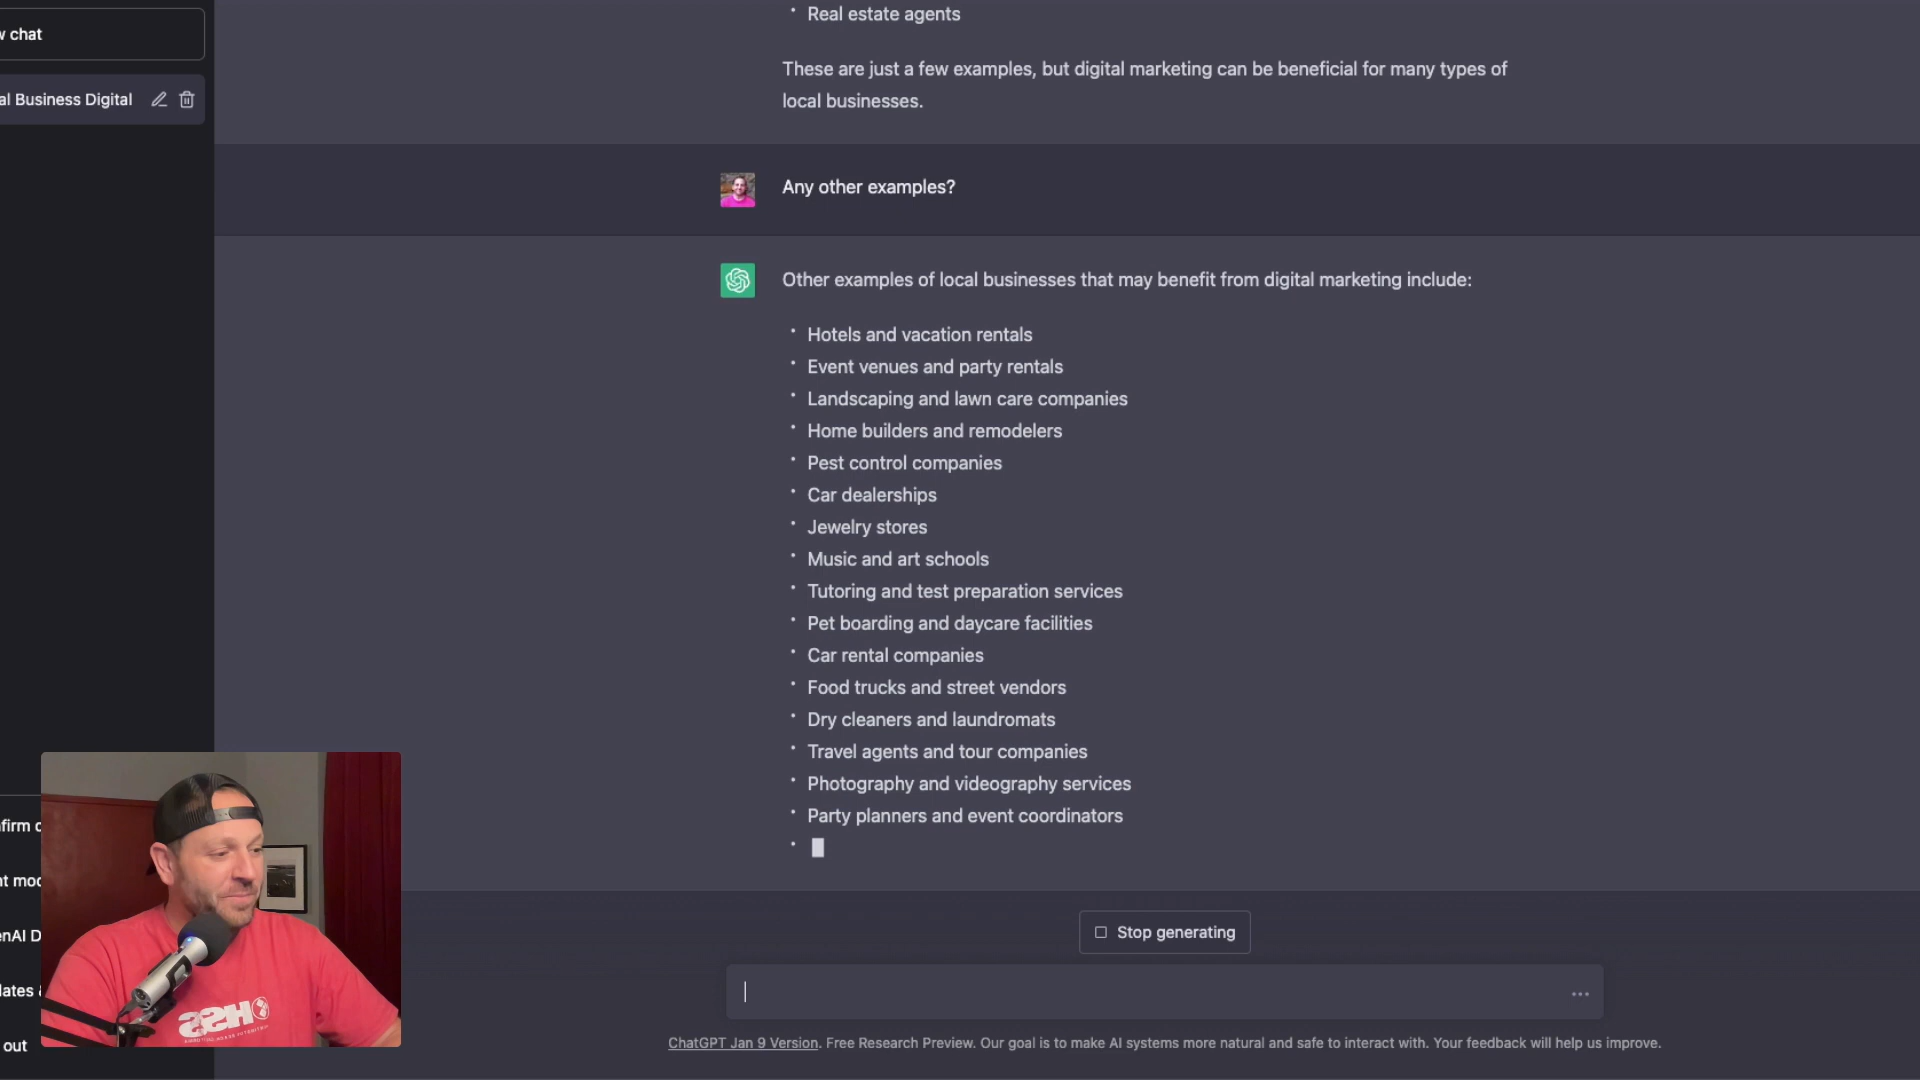 Real estate agents
w chat
These are just a few examples, but digital marketing can be beneficial for many types of
local businesses.
al Business Digital
Any other examples?
Other examples of local businesses that may benefit from digital marketing include:
Hotels and vacation rentals
Event venues and party rentals
Landscaping and lawn care companies
Home builders and remodelers
Pest control companies
Car dealerships
Jewelry stores
Music and art schools
Tutoring and test preparation services
Pet boarding and daycare facilities
Car rental companies
Food trucks and street vendors
Dry cleaners and laundromats
Travel agents and tour companies
Photography and videography services
Party planners and event coordinators
firm c
nt mod
enAI D
lates &
out
Stop generating
ChatGPT Jan 9 Version. Free Research Preview. Our goal is to make AI systems more natural and safe to interact with. Your feedback will help us improve.